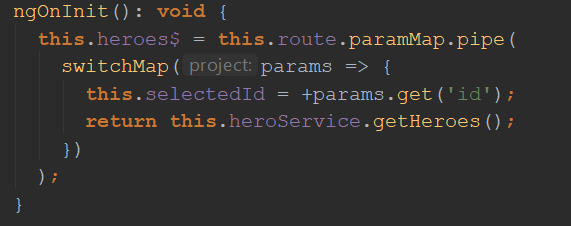 ngOnInit(): void {
  this.heroes$ = this.route.paramMap.pipe(
    switchMap( project: params => {
      this.selectedId = +params.get('id');
      return this.heroService.getHeroes();
    })
  );
}